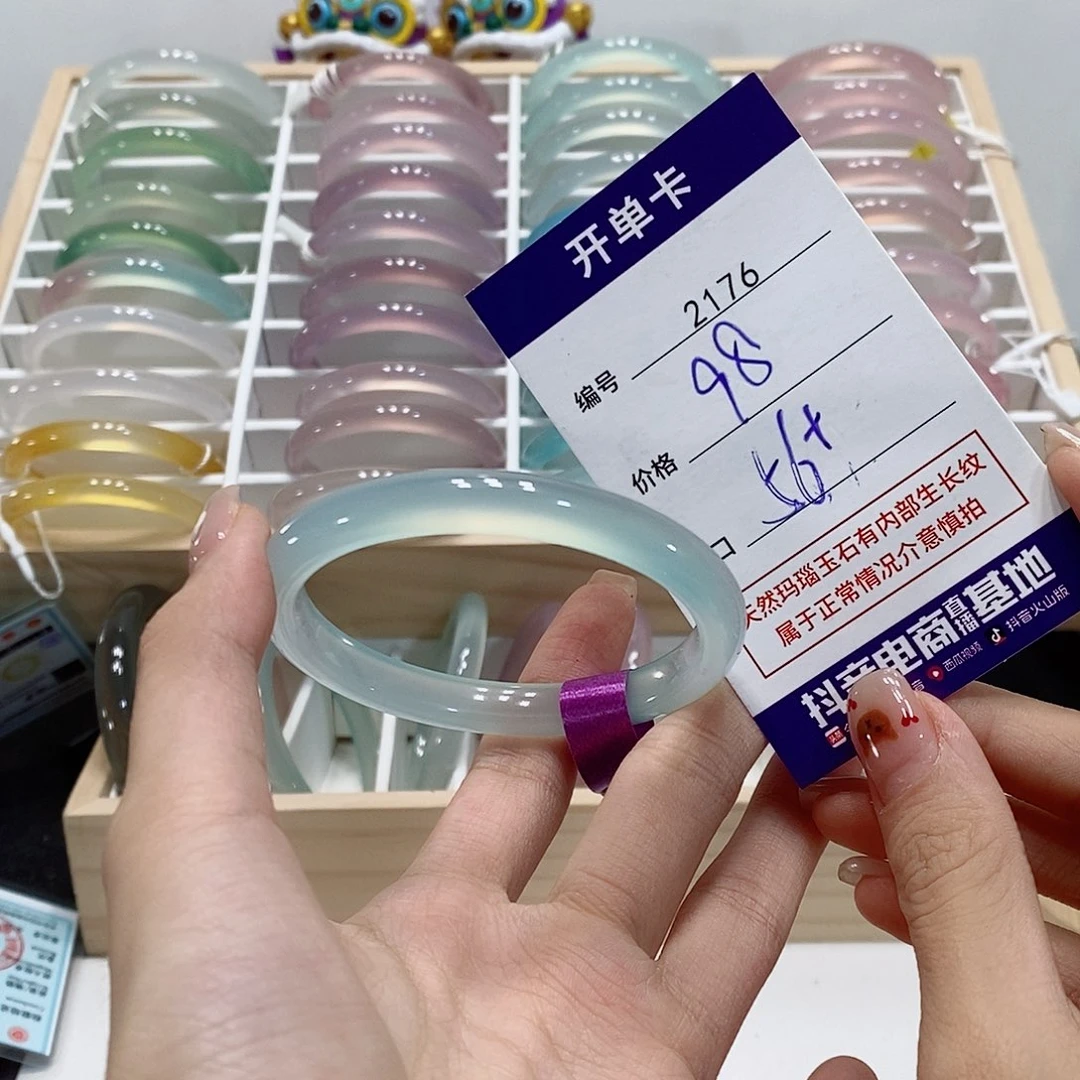 开单卡
编号 2176
98
价格
56+
口
天然玛瑙玉石有内部生长纹
属于正常情况介意慎拍
抖音电商直播基地
西瓜视频 抖音火山版